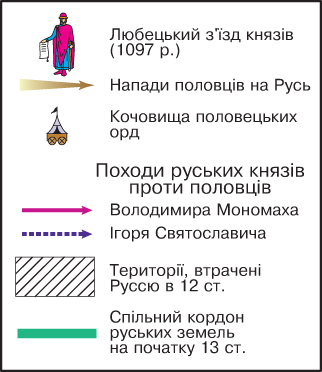 Любецький з'їзд князів
(1097 р.)
Напади половців на Русь
Кочовища половецьких
орд
Походи руських князів
проти половців
Володимира Мономаха
Ігоря Святославича
Території, втрачені
Руссю в 12 ст.
Спільний кордон
руських земель
на початку 13 ст.